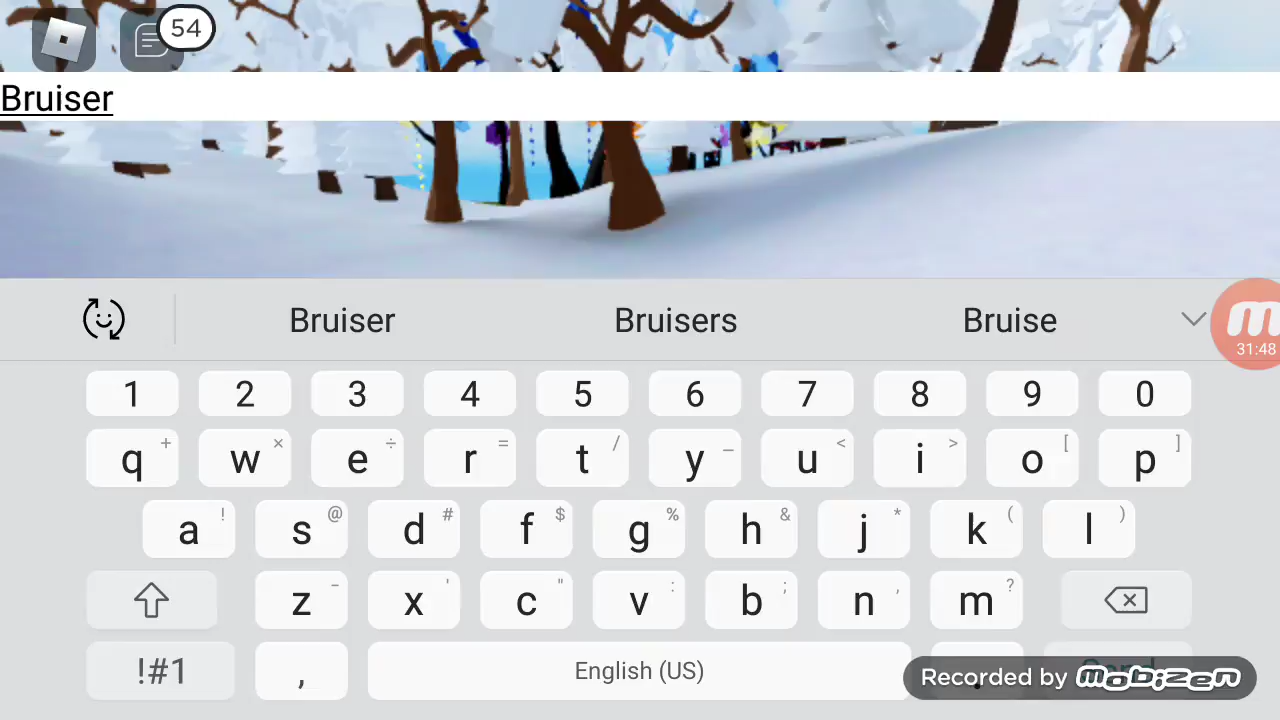 54
Bruiser
Bruiser Bruisers Bruise
31:48
1 2 3 4 5 6 7 8 9 0
q + w × e ÷ r = t / y _ u < i > o [ p ]
a ! s @ d # f $ g % h & j * k ( l )
z - x ' c " v : b ; n , m ?
!#1 , English (US) . Send
Recorded by mobizen